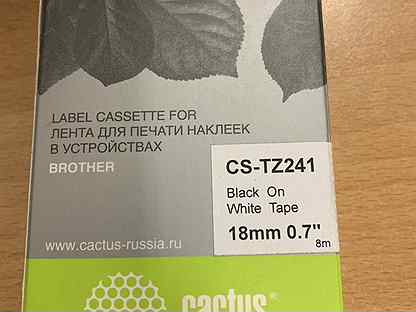 LABEL CASSETTE FOR
ЛЕНТА ДЛЯ ПЕЧАТИ НАКЛЕЕК
В УСТРОЙСТВАХ
BROTHER
CS-TZ241
Black On
White Tape
18mm 0.7"
8m
www.cactus-russia.ru
cactus®